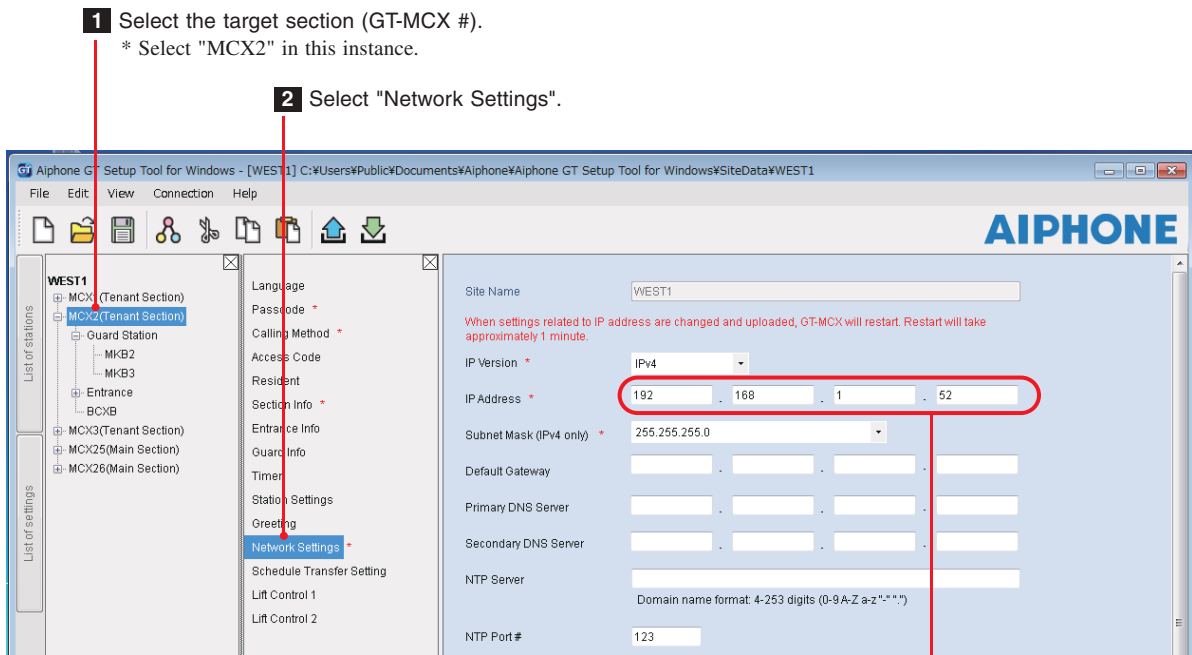 1 Select the target section (GT-MCX #).
* Select "MCX2" in this instance.
2 Select "Network Settings".
Aiphone GT Setup Tool for Windows - [WEST1] C:¥Users¥Public¥Documents¥Aiphone¥Aiphone GT Setup Tool for Windows¥SiteData¥WEST1
File Edit View Connection Help
AIPHONE
List of stations
List of settings
WEST1
MCX1(Tenant Section)
MCX2(Tenant Section)
Guard Station
MKB2
MKB3
Entrance
BCXB
MCX3(Tenant Section)
MCX25(Main Section)
MCX26(Main Section)
Language
Passcode *
Calling Method *
Access Code
Resident
Section Info *
Entrance Info
Guard Info
Timer
Station Settings
Greeting
Network Settings *
Schedule Transfer Setting
Lift Control 1
Lift Control 2
Site Name WEST1
When settings related to IP address are changed and uploaded, GT-MCX will restart. Restart will take
approximately 1 minute.
IP Version * IPv4
IP Address * 192 . 168 . 1 . 52
Subnet Mask (IPv4 only) * 255.255.255.0
Default Gateway . . .
Primary DNS Server . . .
Secondary DNS Server . . .
NTP Server
Domain name format: 4-253 digits (0-9 A-Z a-z "-" ".")
NTP Port # 123